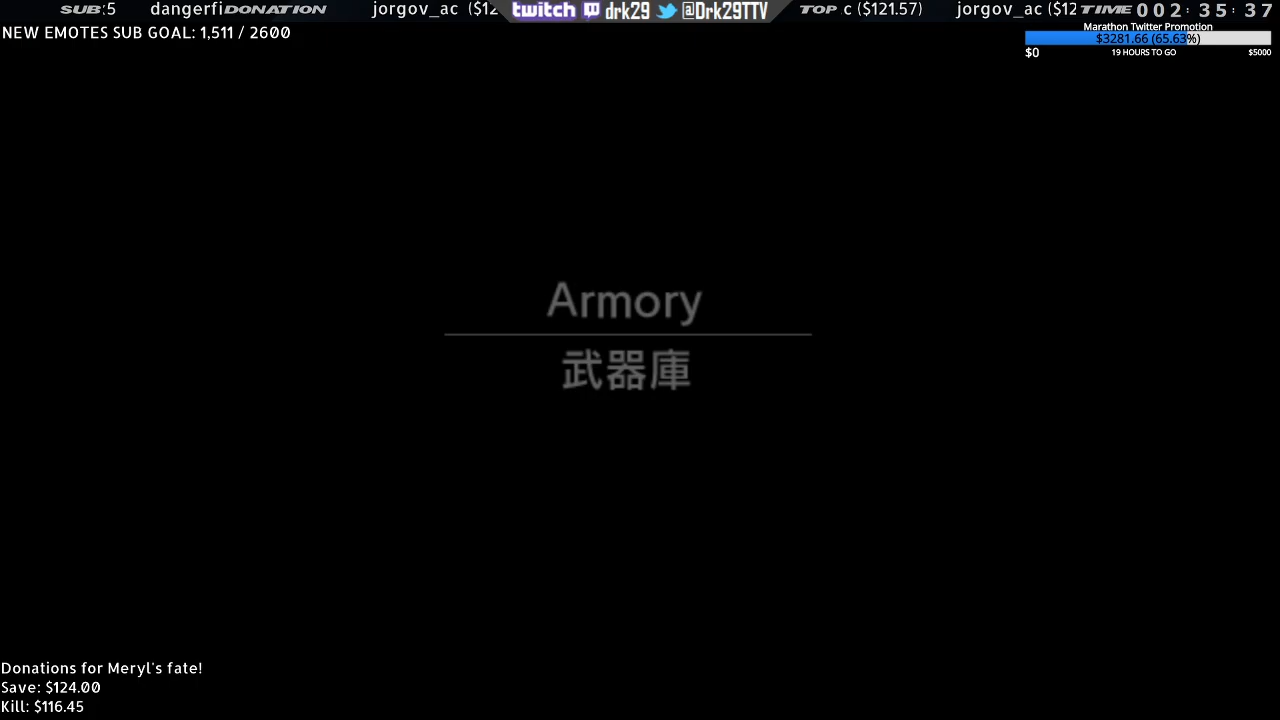 SUB:5 dangerfi DONATION jorgov_ac ($12 twitch drk29 @Drk29TTV TOP c ($121.57) jorgov_ac ($12 TIME 002:35:37
NEW EMOTES SUB GOAL: 1,511 / 2600
Marathon Twitter Promotion
$3281.66 (65.63%)
$0 19 HOURS TO GO $5000
Armory
武器庫
Donations for Meryl's fate!
Save: $124.00
Kill: $116.45